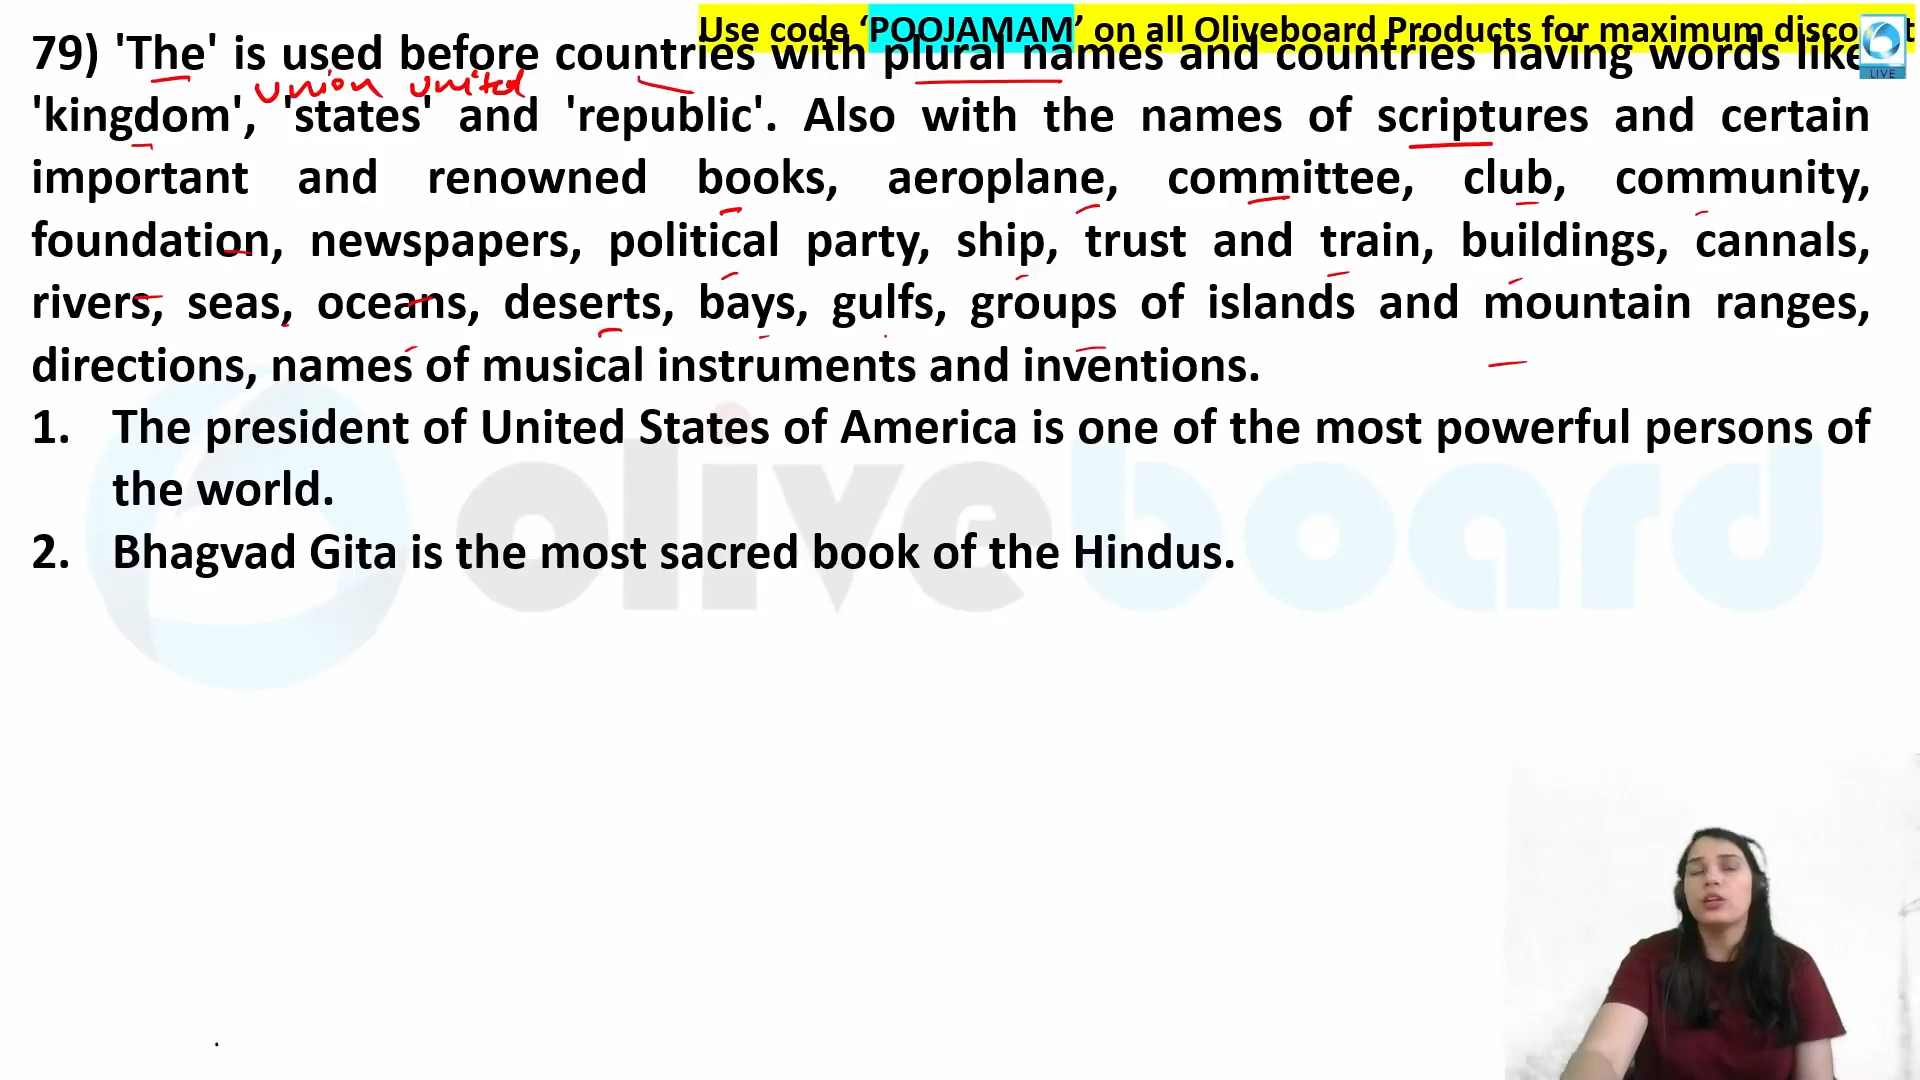 Use code ‘POOJAMAM’ on all Oliveboard Products for maximum
79) 'The' is used before countries with plural names and countries having words like
union united
'kingdom', 'states' and 'republic'. Also with the names of scriptures and certain
important and renowned books, aeroplane, committee, club, community,
foundation, newspapers, political party, ship, trust and train, buildings, cannals,
rivers, seas, oceans, deserts, bays, gulfs, groups of islands and mountain ranges,
directions, names of musical instruments and inventions.
1. The president of United States of America is one of the most powerful persons of
the world.
2. Bhagvad Gita is the most sacred book of the Hindus.
oliveboard
LIVE